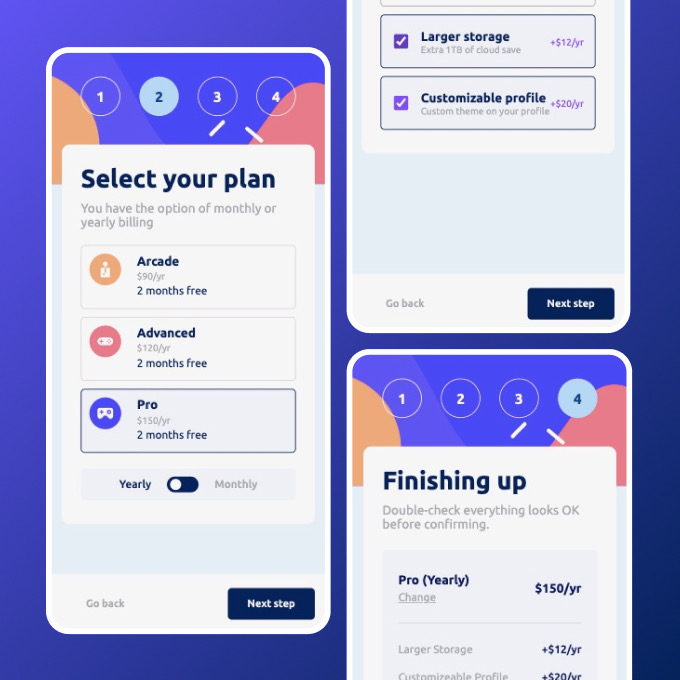 1 2 3 4
Select your plan
You have the option of monthly or
yearly billing
Arcade
$90/yr
2 months free
Advanced
$120/yr
2 months free
Pro
$150/yr
2 months free
Yearly Monthly
Go back Next step
Larger storage
Extra 1TB of cloud save
+$12/yr
Customizable profile
Custom theme on your profile
+$20/yr
Go back Next step
1 2 3 4
Finishing up
Double-check everything looks OK
before confirming.
Pro (Yearly)
Change
$150/yr
Larger Storage +$12/yr
Customizeable Profile +$20/yr